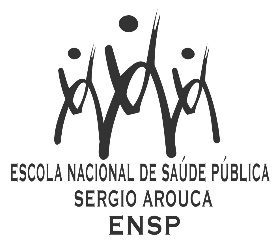 ESCOLA NACIONAL DE SAÚDE PÚBLICA
SERGIO AROUCA
ENSP